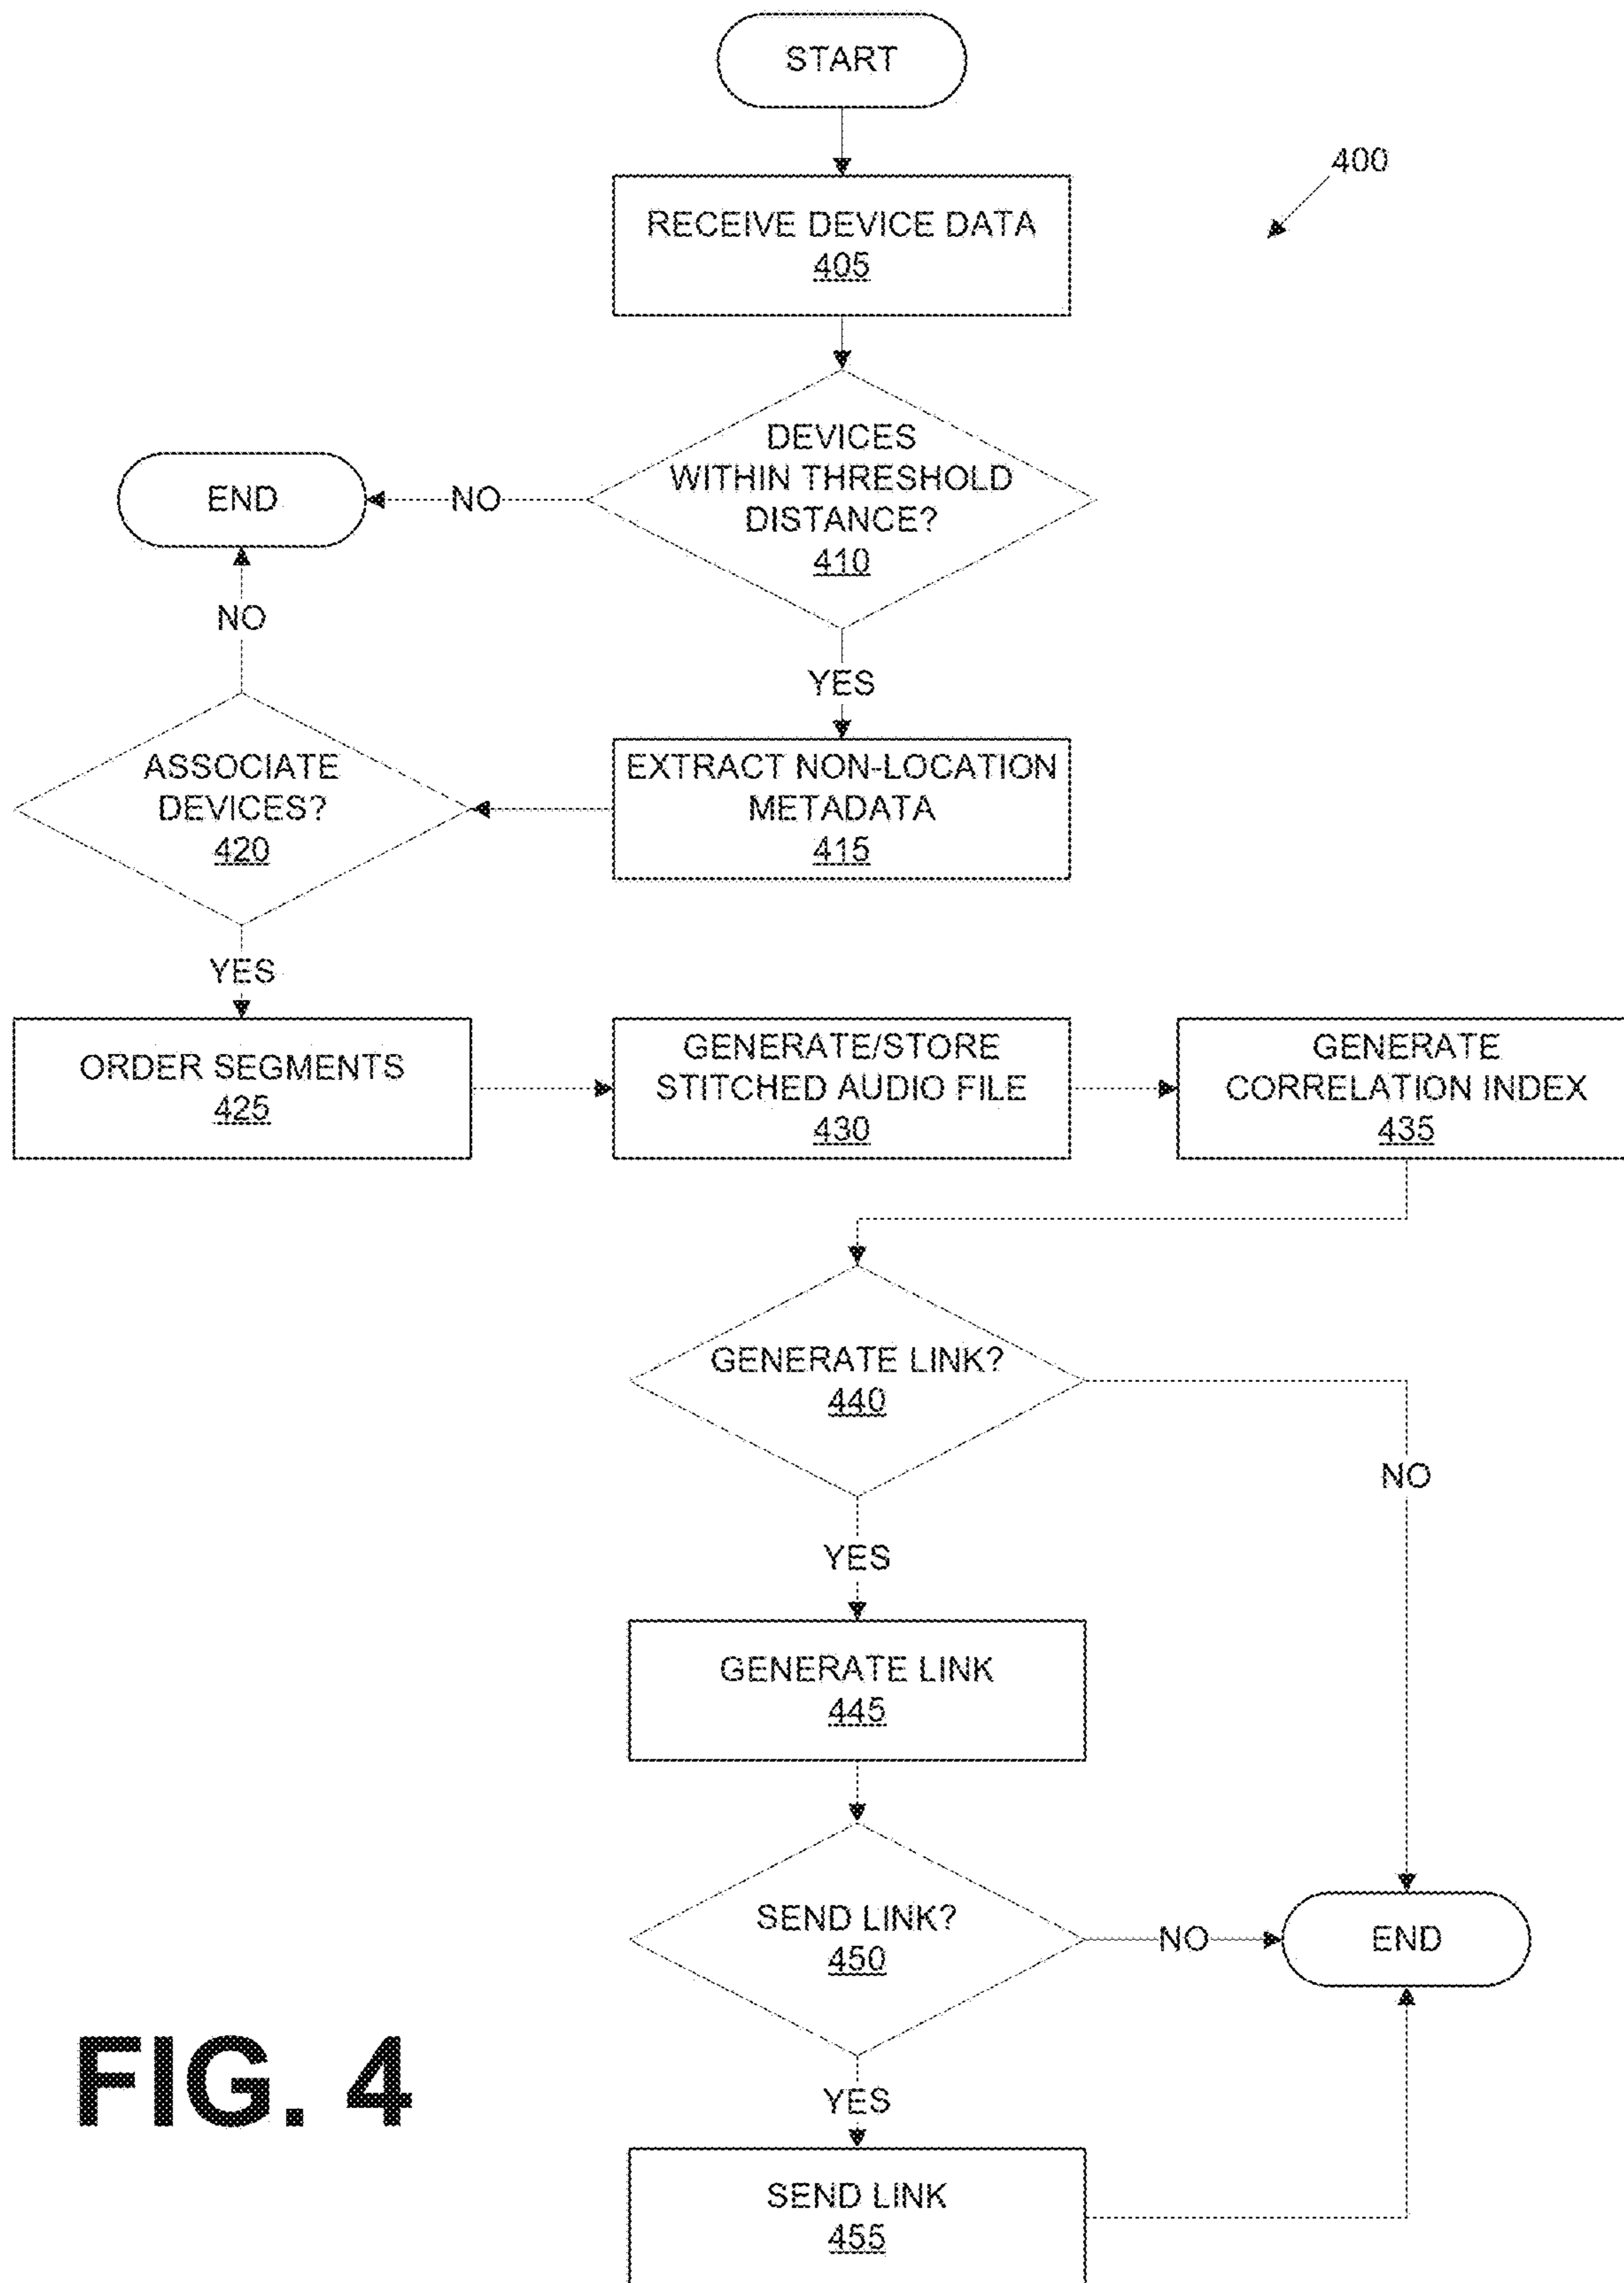 START
400
RECEIVE DEVICE DATA
405
DEVICES
WITHIN THRESHOLD
DISTANCE?
410
NO
END
NO
YES
ASSOCIATE
DEVICES?
420
EXTRACT NON-LOCATION
METADATA
415
YES
ORDER SEGMENTS
425
GENERATE/STORE
STITCHED AUDIO FILE
430
GENERATE
CORRELATION INDEX
435
GENERATE LINK?
440
NO
YES
GENERATE LINK
445
SEND LINK?
450
NO
END
YES
SEND LINK
455
FIG. 4